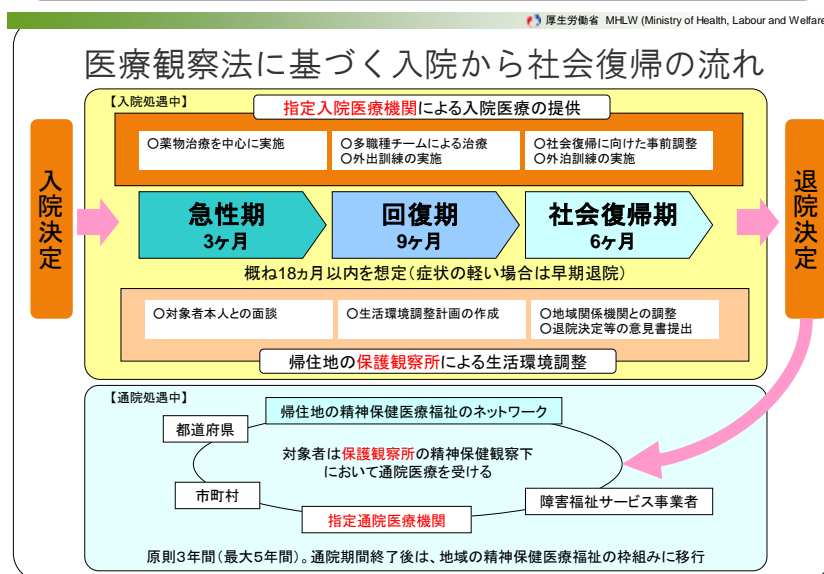 厚生労働省 MHLW (Ministry of Health, Labour and Welfare
医療観察法に基づく入院から社会復帰の流れ
【入院処遇中】
指定入院医療機関による入院医療の提供
○薬物治療を中心に実施
○多職種チームによる治療
○外出訓練の実施
○社会復帰に向けた事前調整
○外泊訓練の実施
入院決定
急性期
3ヶ月
回復期
9ヶ月
社会復帰期
6ヶ月
退院決定
概ね18ヵ月以内を想定(症状の軽い場合は早期退院)
○対象者本人との面談
○生活環境調整計画の作成
○地域関係機関との調整
○退院決定等の意見書提出
帰住地の保護観察所による生活環境調整
【通院処遇中】
帰住地の精神保健医療福祉のネットワーク
都道府県
対象者は保護観察所の精神保健観察下
において通院医療を受ける
市町村
障害福祉サービス事業者
指定通院医療機関
原則3年間(最大5年間)。通院期間終了後は、地域の精神保健医療福祉の枠組みに移行